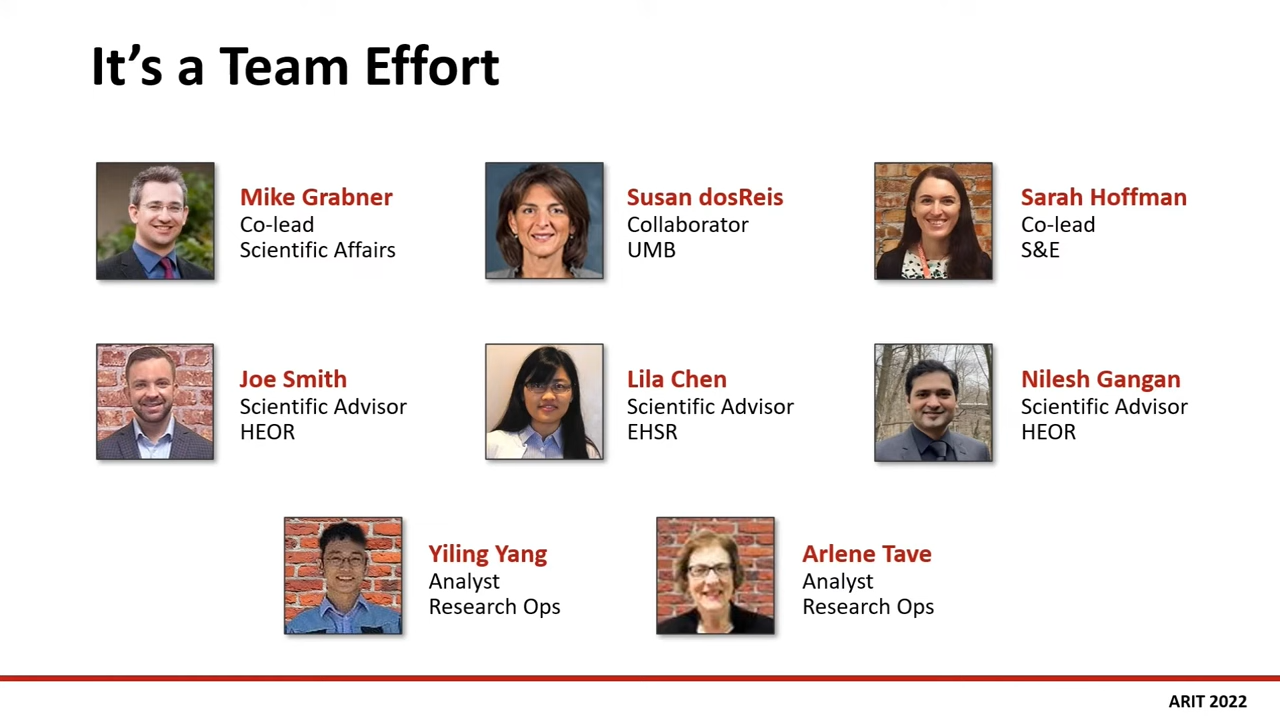 It’s a Team Effort
Mike Grabner
Co-lead
Scientific Affairs
Susan dosReis
Collaborator
UMB
Sarah Hoffman
Co-lead
S&E
Joe Smith
Scientific Advisor
HEOR
Lila Chen
Scientific Advisor
EHSR
Nilesh Gangan
Scientific Advisor
HEOR
Yiling Yang
Analyst
Research Ops
Arlene Tave
Analyst
Research Ops
ARIT 2022